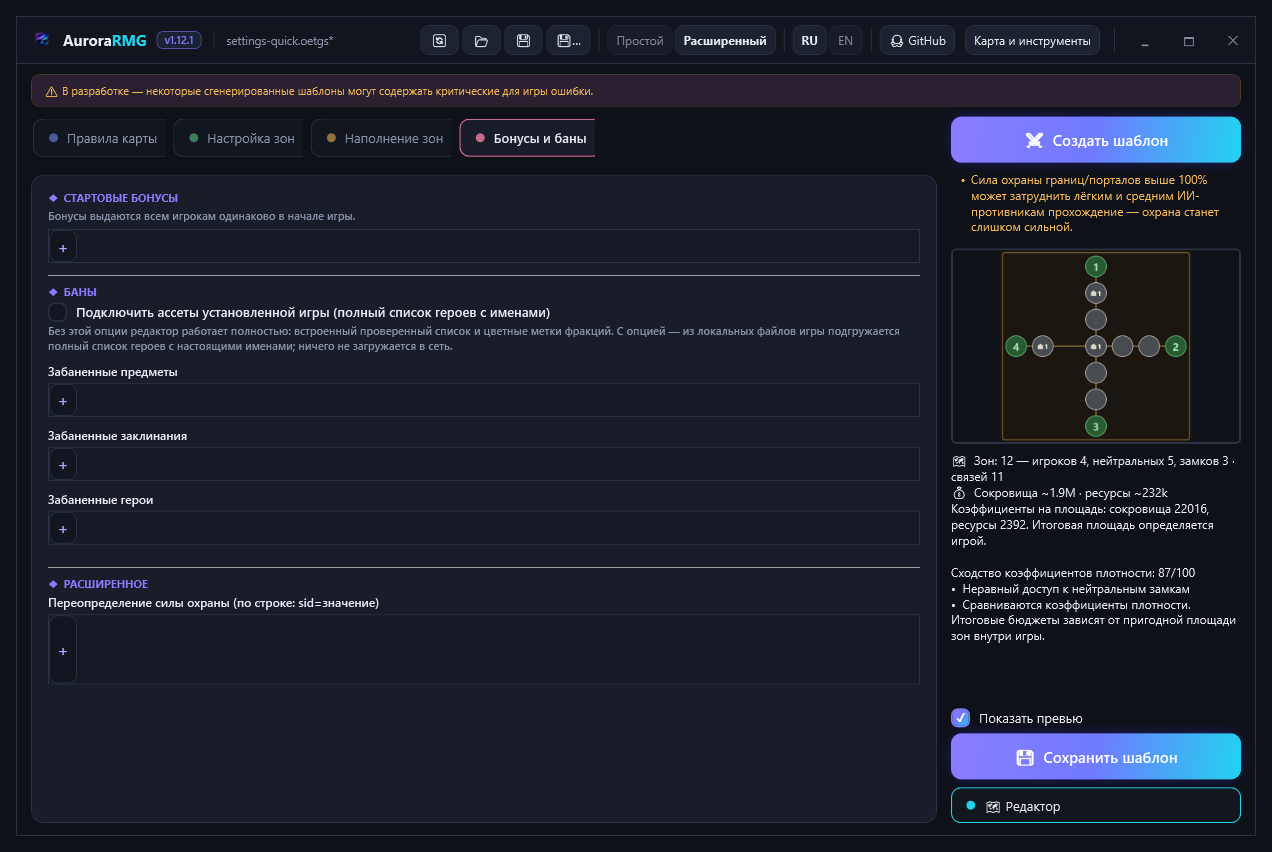 AuroraRMG v1.12.1 settings-quick.oetgs* ... Простой Расширенный RU EN GitHub Карта и инструменты
В разработке — некоторые сгенерированные шаблоны могут содержать критические для игры ошибки.
Правила карты Настройка зон Наполнение зон Бонусы и баны
СТАРТОВЫЕ БОНУСЫ
Бонусы выдаются всем игрокам одинаково в начале игры.
+
БАНЫ
Подключить ассеты установленной игры (полный список героев с именами)
Без этой опции редактор работает полностью: встроенный проверенный список и цветные метки фракций. С опцией — из локальных файлов игры подгружается
полный список героев с настоящими именами; ничего не загружается в сеть.
Забаненные предметы
+
Забаненные заклинания
+
Забаненные герои
+
РАСШИРЕННОЕ
Переопределение силы охраны (по строке: sid=значение)
+
Создать шаблон
• Сила охраны границ/порталов выше 100%
может затруднить лёгким и средним ИИ-
противникам прохождение — охрана станет
слишком сильной.
1
1
4 1 1 2
3
Зон: 12 — игроков 4, нейтральных 5, замков 3 ·
связей 11
Сокровища ~1.9M · ресурсы ~232k
Коэффициенты на площадь: сокровища 22016,
ресурсы 2392. Итоговая площадь определяется
игрой.
Сходство коэффициентов плотности: 87/100
• Неравный доступ к нейтральным замкам
• Сравниваются коэффициенты плотности.
Итоговые бюджеты зависят от пригодной площади
зон внутри игры.
Показать превью
Сохранить шаблон
Редактор